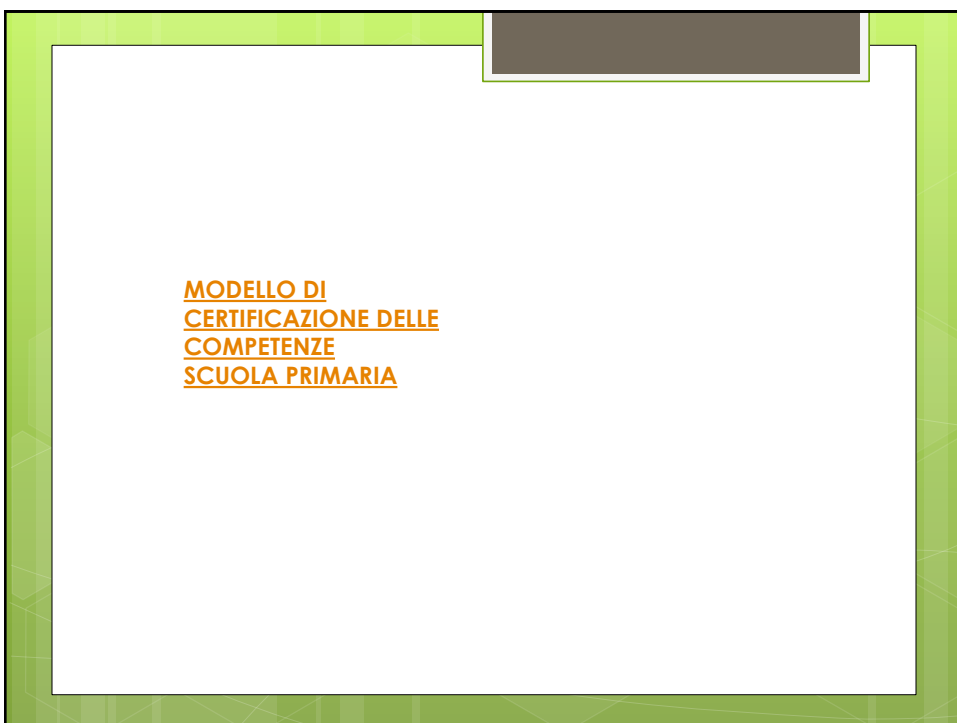 MODELLO DI
CERTIFICAZIONE DELLE
COMPETENZE
SCUOLA PRIMARIA